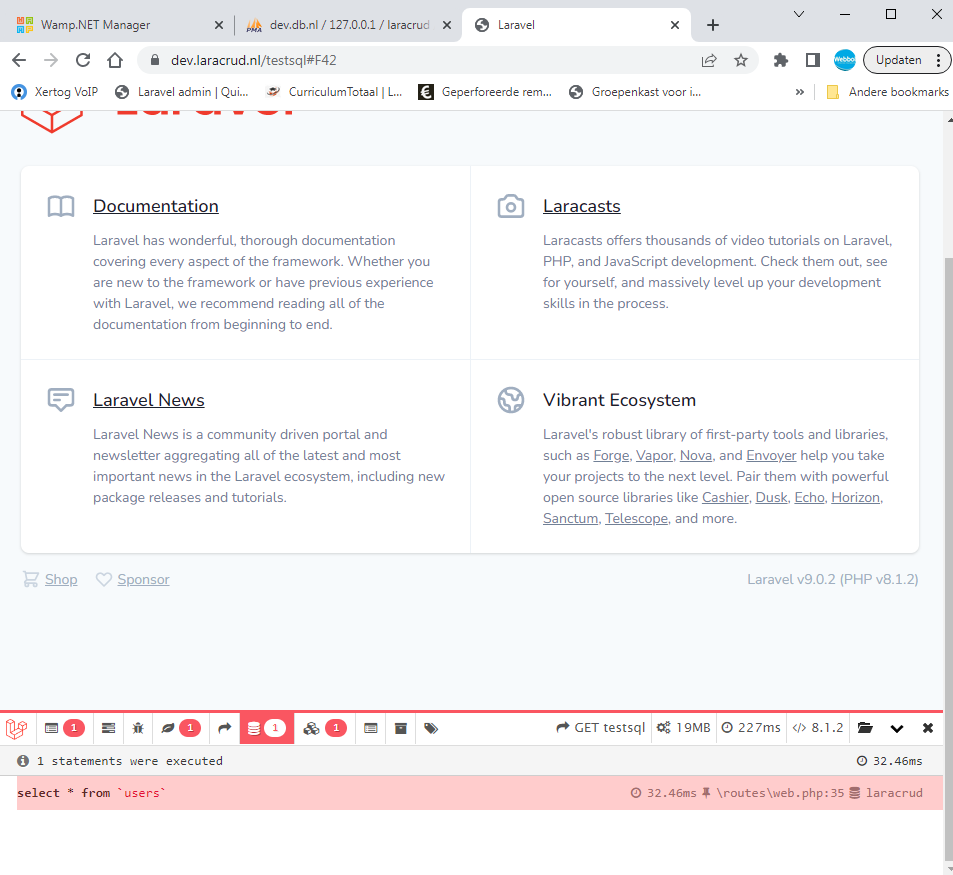 Wamp.NET Manager
dev.db.nl / 127.0.0.1 / laracrud
Laravel
dev.laracrud.nl/testsql#F42
Webbo
Updaten
Xertog VoIP
Laravel admin | Qui...
CurriculumTotaal | L...
Geperforeerde rem...
Groepenkast voor i...
»
Andere bookmarks
Laravel
Documentation
Laravel has wonderful, thorough documentation
covering every aspect of the framework. Whether you
are new to the framework or have previous experience
with Laravel, we recommend reading all of the
documentation from beginning to end.
Laracasts
Laracasts offers thousands of video tutorials on Laravel,
PHP, and JavaScript development. Check them out, see
for yourself, and massively level up your development
skills in the process.
Laravel News
Laravel News is a community driven portal and
newsletter aggregating all of the latest and most
important news in the Laravel ecosystem, including new
package releases and tutorials.
Vibrant Ecosystem
Laravel's robust library of first-party tools and libraries,
such as Forge, Vapor, Nova, and Envoyer help you take
your projects to the next level. Pair them with powerful
open source libraries like Cashier, Dusk, Echo, Horizon,
Sanctum, Telescope, and more.
Shop Sponsor
Laravel v9.0.2 (PHP v8.1.2)
1 1 1 1 GET testsql 19MB 227ms </> 8.1.2
1 statements were executed 32.46ms
select * from `users` 32.46ms \routes\web.php:35 laracrud